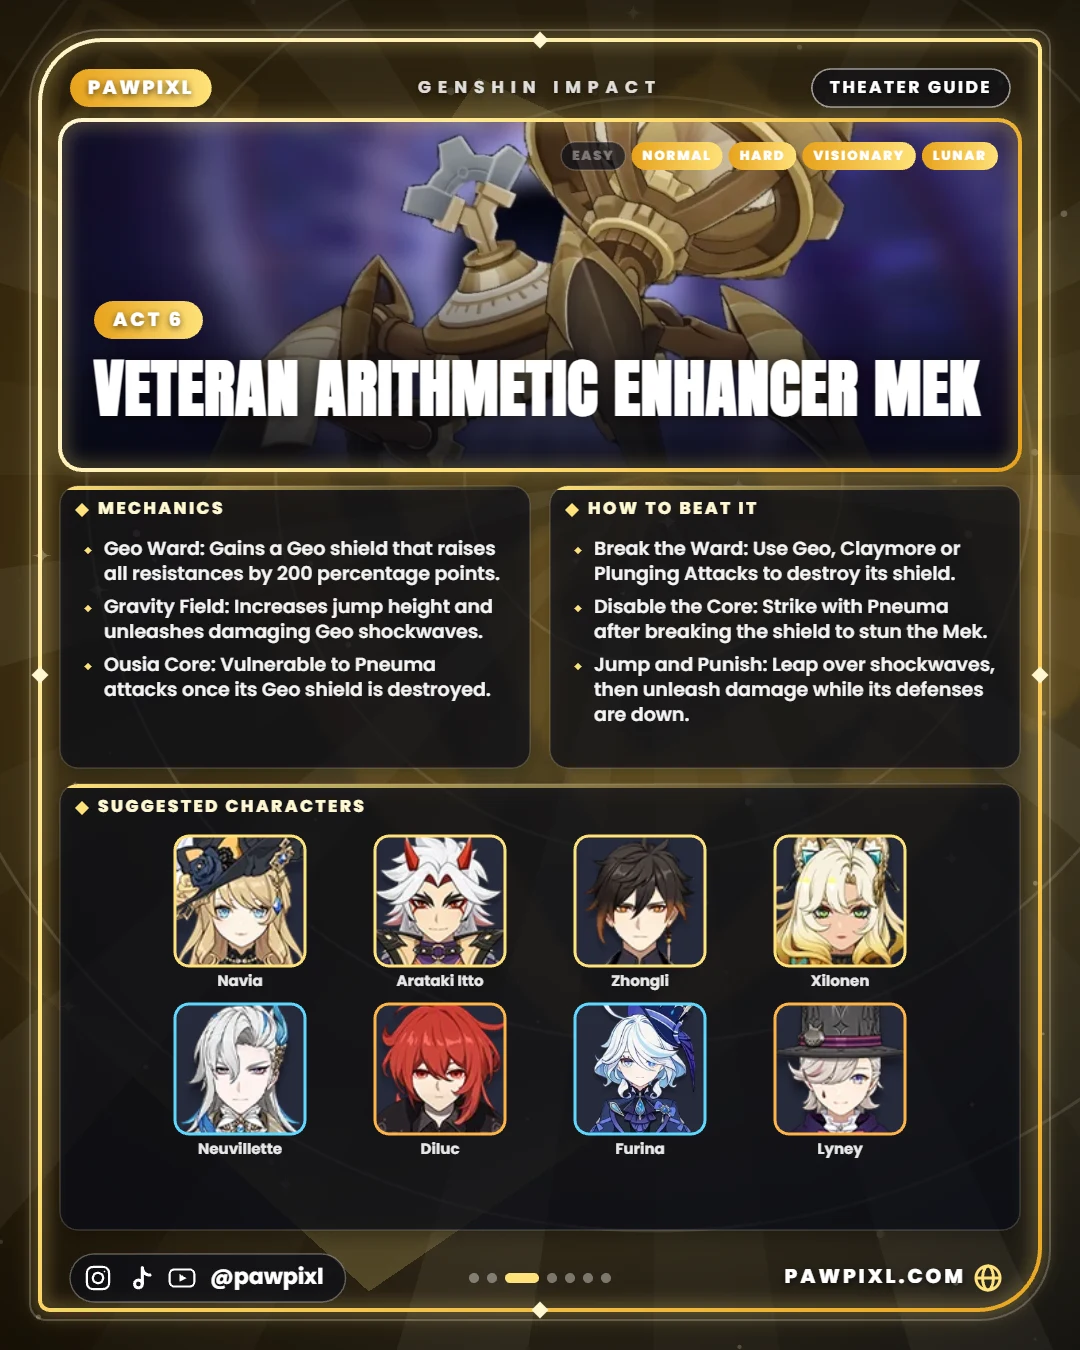 PAWPIXL
GENSHIN IMPACT
THEATER GUIDE
EASY
NORMAL
HARD
VISIONARY
LUNAR
ACT 6
VETERAN ARITHMETIC ENHANCER MEK
MECHANICS
Geo Ward: Gains a Geo shield that raises
all resistances by 200 percentage points.
Gravity Field: Increases jump height and
unleashes damaging Geo shockwaves.
Ousia Core: Vulnerable to Pneuma
attacks once its Geo shield is destroyed.
HOW TO BEAT IT
Break the Ward: Use Geo, Claymore or
Plunging Attacks to destroy its shield.
Disable the Core: Strike with Pneuma
after breaking the shield to stun the Mek.
Jump and Punish: Leap over shockwaves,
then unleash damage while its defenses
are down.
SUGGESTED CHARACTERS
Navia
Arataki Itto
Zhongli
Xilonen
Neuvillette
Diluc
Furina
Lyney
@pawpixl
PAWPIXL.COM